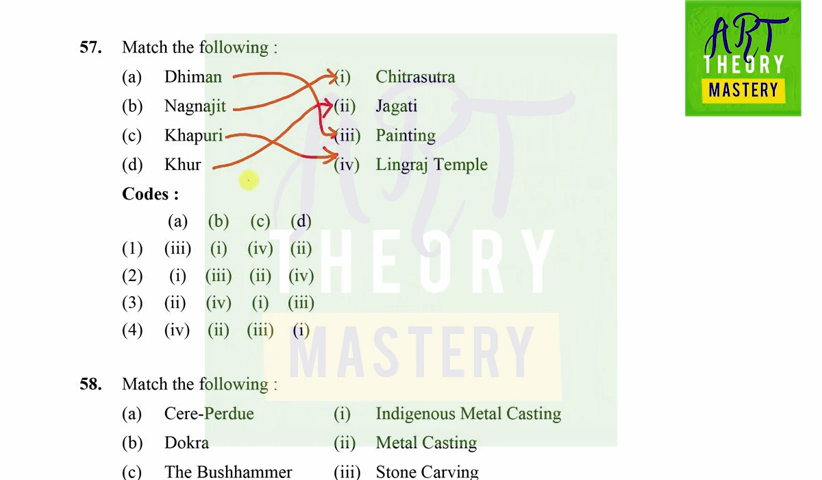 ART
THEORY
MASTERY
57. Match the following :
(a) Dhiman (i) Chitrasutra
(b) Nagnajit (ii) Jagati
(c) Khapuri (iii) Painting
(d) Khur (iv) Lingraj Temple
Codes :
(a) (b) (c) (d)
(1) (iii) (i) (iv) (ii)
(2) (i) (iii) (ii) (iv)
(3) (ii) (iv) (i) (iii)
(4) (iv) (ii) (iii) (i)
ART
THEORY
MASTERY
58. Match the following :
(a) Cere-Perdue (i) Indigenous Metal Casting
(b) Dokra (ii) Metal Casting
(c) The Bushhammer (iii) Stone Carving